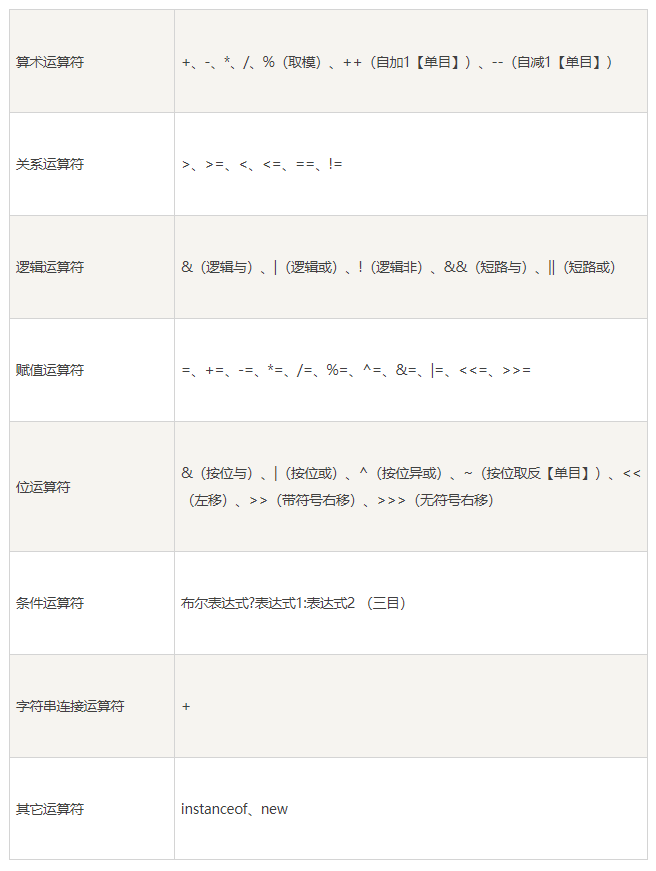 算术运算符
+、-、*、/、%（取模）、++（自加1【单目】）、--（自减1【单目】）
关系运算符
>、>=、<、<=、==、!=
逻辑运算符
&（逻辑与）、|（逻辑或）、!（逻辑非）、&&（短路与）、||（短路或）
赋值运算符
=、+=、-=、*=、/=、%=、^=、&=、|=、<<=、>>=
位运算符
&（按位与）、|（按位或）、^（按位异或）、~（按位取反【单目】）、<<
（左移）、>>（带符号右移）、>>>（无符号右移）
条件运算符
布尔表达式?表达式1:表达式2 （三目）
字符串连接运算符
+
其它运算符
instanceof、new